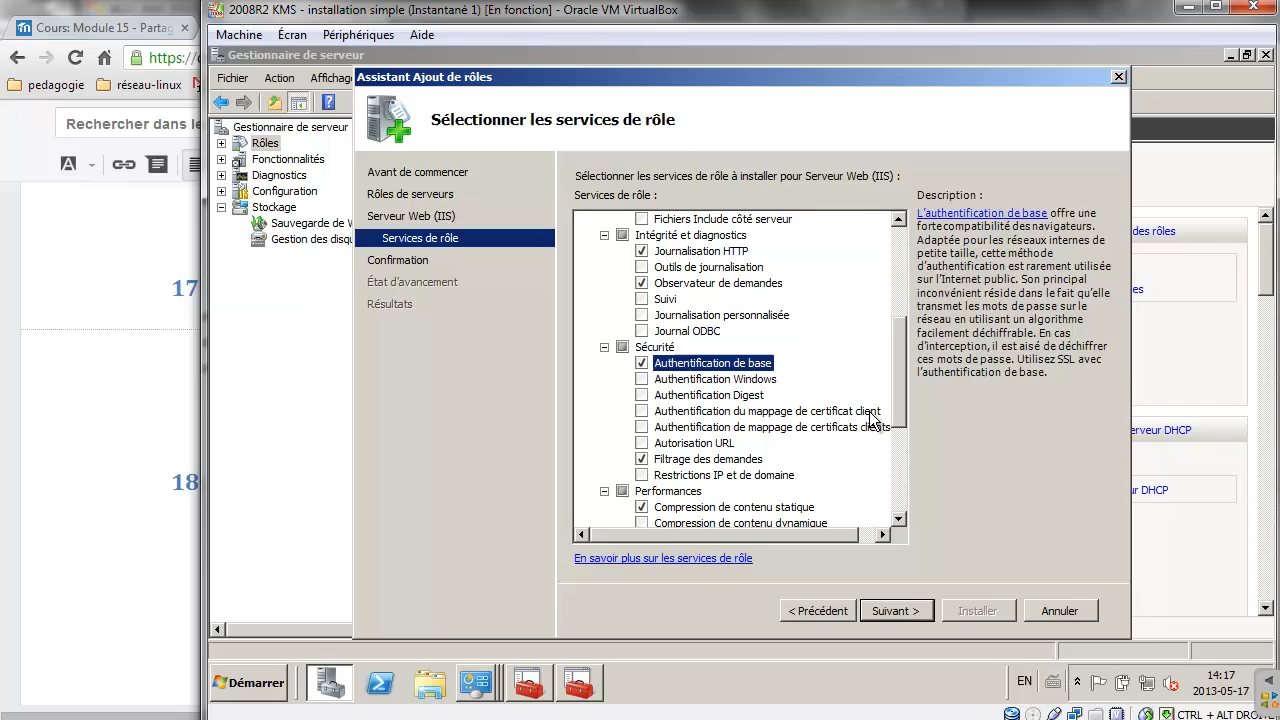 Cours: Module 15 - Partag
https://
pedagogie
réseau-linux
Rechercher dans le
17
18
2008R2 KMS - installation simple (Instantané 1) [En fonction] - Oracle VM VirtualBox
Machine Écran Périphériques Aide
Gestionnaire de serveur
Fichier Action Affichag
Gestionnaire de serveur
Rôles
Fonctionnalités
Diagnostics
Configuration
Stockage
Sauvegarde de W
Gestion des disq
Assistant Ajout de rôles
Sélectionner les services de rôle
Avant de commencer
Rôles de serveurs
Serveur Web (IIS)
Services de rôle
Confirmation
État d'avancement
Résultats
Sélectionner les services de rôle à installer pour Serveur Web (IIS) :
Services de rôle :
Fichiers Include côté serveur
Intégrité et diagnostics
Journalisation HTTP
Outils de journalisation
Observateur de demandes
Suivi
Journalisation personnalisée
Journal ODBC
Sécurité
Authentification de base
Authentification Windows
Authentification Digest
Authentification du mappage de certificat client
Authentification de mappage de certificats clients
Autorisation URL
Filtrage des demandes
Restrictions IP et de domaine
Performances
Compression de contenu statique
Compression de contenu dynamique
En savoir plus sur les services de rôle
Description :
L'authentification de base offre une
forte compatibilité des navigateurs.
Adaptée pour les réseaux internes de
petite taille, cette méthode
d'authentification est rarement utilisée
sur l'Internet public. Son principal
inconvénient réside dans le fait qu'elle
transmet les mots de passe sur le
réseau en utilisant un algorithme
facilement déchiffrable. En cas
d'interception, il est aisé de déchiffrer
ces mots de passe. Utilisez SSL avec
l'authentification de base.
< Précédent Suivant > Installer Annuler
des rôles
es
erveur DHCP
ur DHCP
Démarrer
EN
14:17
2013-05-17
CTRL + ALT DRO